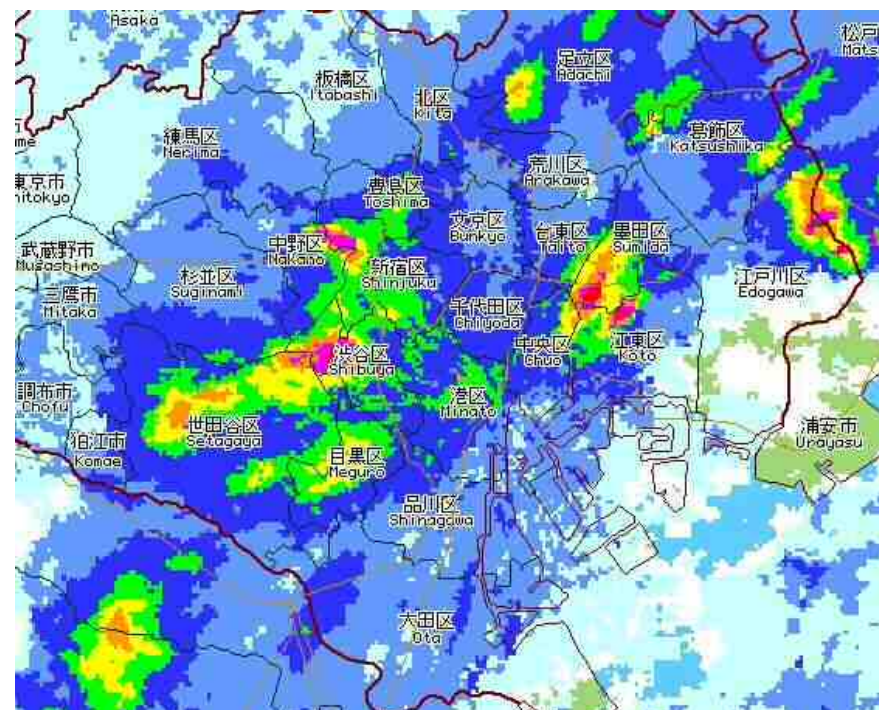 Asaka
松戸
Mats
足立区
Adachi
板橋区
Itabashi
北区
Kita
葛飾区
Katsushika
練馬区
Nerima
荒川区
Arakawa
東京市
hitokyo
豊島区
Toshima
文京区
Bunkyo
台東区
Taito
墨田区
Sumida
中野区
Nakano
武蔵野市
Musashino
杉並区
Suginami
新宿区
Shinjuku
江戸川区
Edogawa
三鷹市
Mitaka
千代田区
Chiyoda
中央区
Chuo
江東区
Koto
渋谷区
Shibuya
調布市
Chofu
港区
Minato
世田谷区
Setagaya
浦安市
Urayasu
狛江市
Komae
目黒区
Meguro
品川区
Shinagawa
大田区
Ota